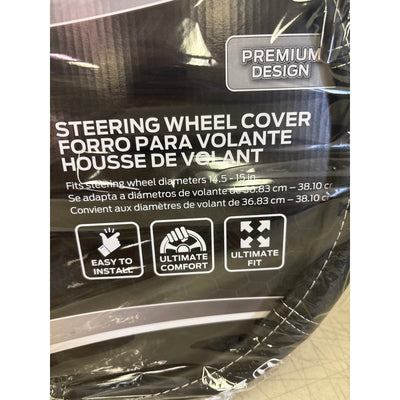 PREMIUM
DESIGN
STEERING WHEEL COVER
FORRO PARA VOLANTE
HOUSSE DE VOLANT
Fits steering wheel diameters 14.5 - 15 in.
Se adapta a diámetros de volante de 36.83 cm – 38.10 cm
Convient aux diamètres de volant de 36.83 cm – 38.10 cm
EASY TO
INSTALL
ULTIMATE
COMFORT
ULTIMATE
FIT